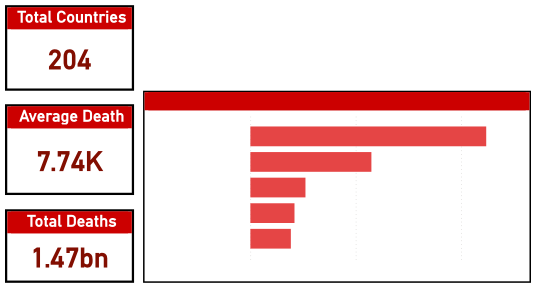 Total Countries
204
Average Death
7.74K
Total Deaths
1.47bn